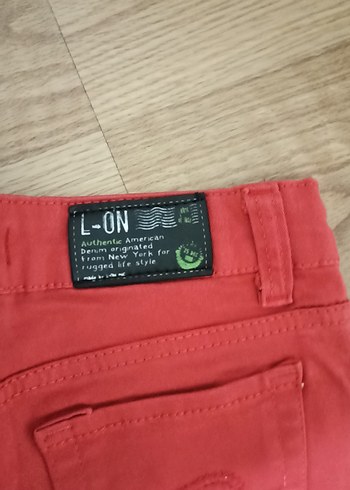 L-ON
Authentic American
Denim originated
From New York for
rugged life style